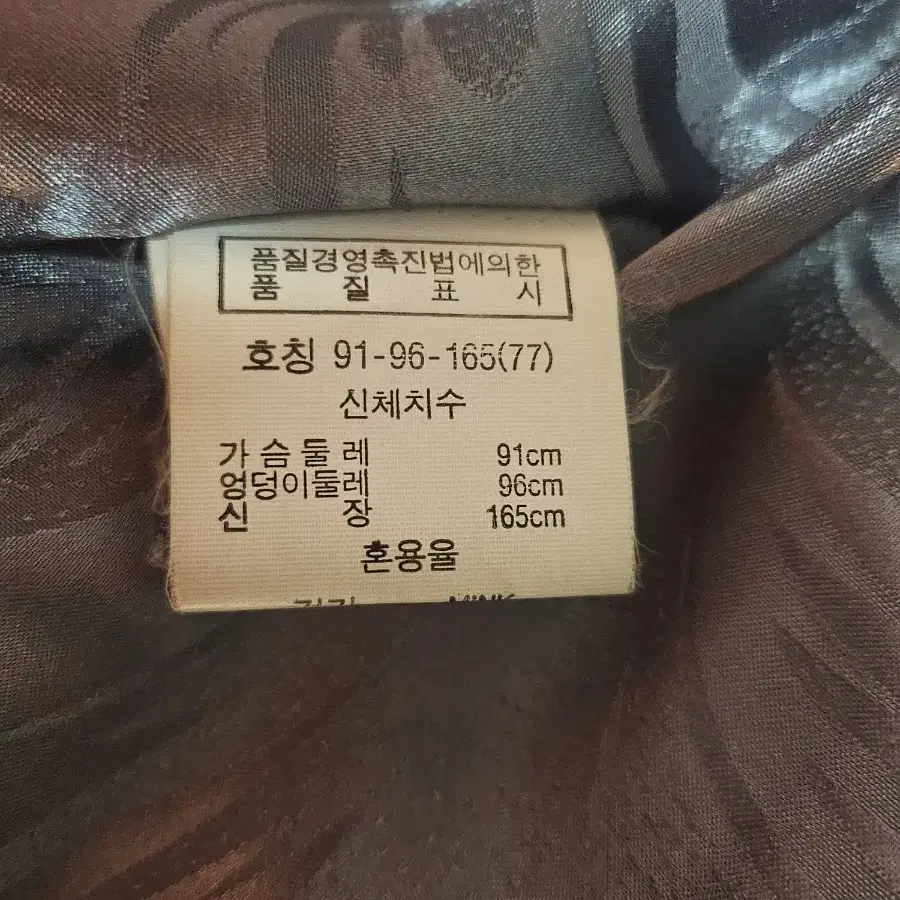 품질경영촉진법에의한
품 질 표 시
호칭 91-96-165(77)
신체치수
가슴둘레 91cm
엉덩이둘레 96cm
신 장 165cm
혼용율